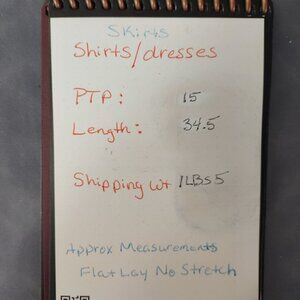 Skirts
Shirts/dresses
PTP: 15
Length: 34.5
Shipping wt 1LBS5
Approx Measurements
Flat Lay No Stretch